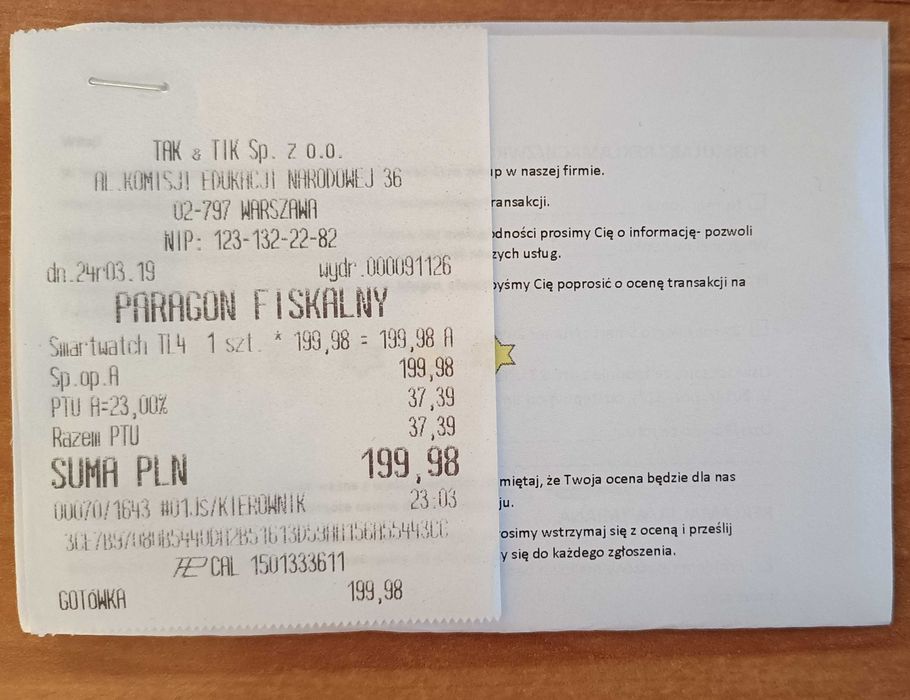 TAK & TIK Sp. z o.o.
AL.KOMISJI EDUKACJI NARODOWEJ 36
02-797 WARSZAWA
NIP: 123-132-22-82
dn.24r03.19 wydr.000091126
PARAGON FISKALNY
Smartwatch TL4 1 szt. * 199,98 = 199,98 A
Sp.op.A 199,98
PTU A=23,00% 37,39
Razem PTU 37,39
SUMA PLN 199,98
00070/1643 #01.JS/KIEROWNIK 23:03
CAL 1501333611
GOTÓWKA 199,98
up w naszej firmie.
ransakcji.
odności prosimy Cię o informację- pozwoli
zych usług.
byśmy Cię poprosić o ocenę transakcji na
miętaj, że Twoja ocena będzie dla nas
ju.
osimy wstrzymaj się z oceną i prześlij
y się do każdego zgłoszenia.